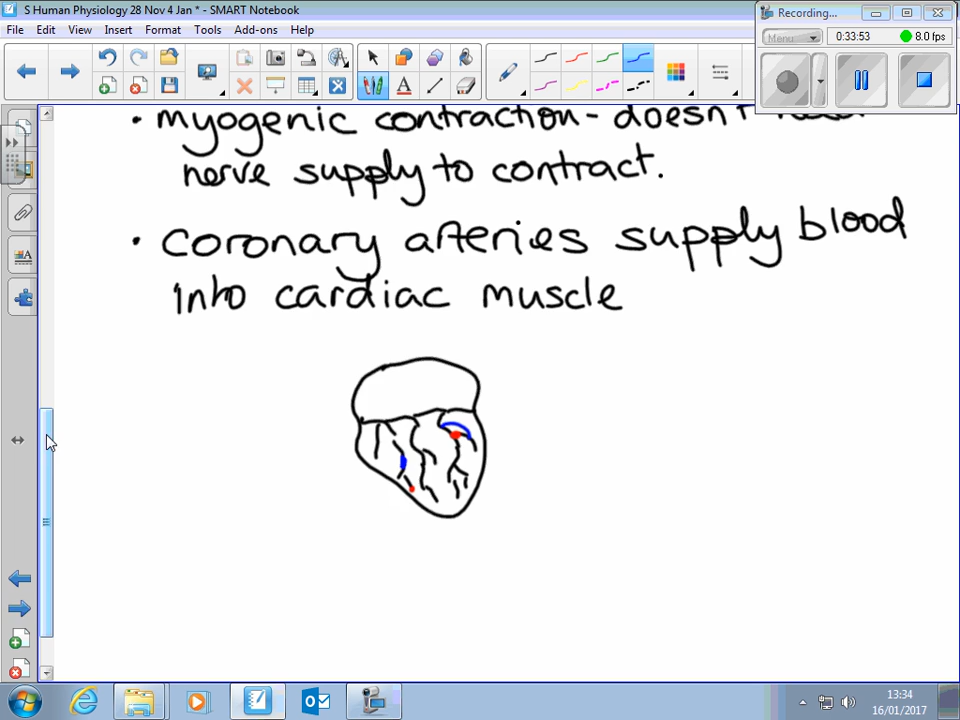 S Human Physiology 28 Nov 4 Jan * - SMART Notebook
File Edit View Insert Format Tools Add-ons Help
Recording...
Menu 0:33:53 8.0 fps
• myogenic contraction - doesn't
nerve supply to contract.
• coronary arteries supply blood
into cardiac muscle
13:34
16/01/2017